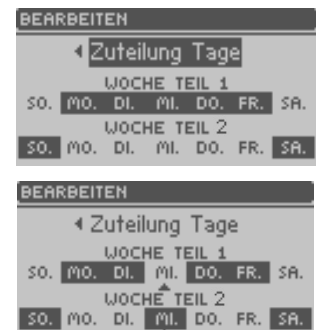 BEARBEITEN
Zuteilung Tage
WOCHE TEIL 1
SO. MO. DI. MI. DO. FR. SA.
WOCHE TEIL 2
SO. MO. DI. MI. DO. FR. SA.
BEARBEITEN
Zuteilung Tage
WOCHE TEIL 1
SO. MO. DI. MI. DO. FR. SA.
WOCHE TEIL 2
SO. MO. DI. MI. DO. FR. SA.